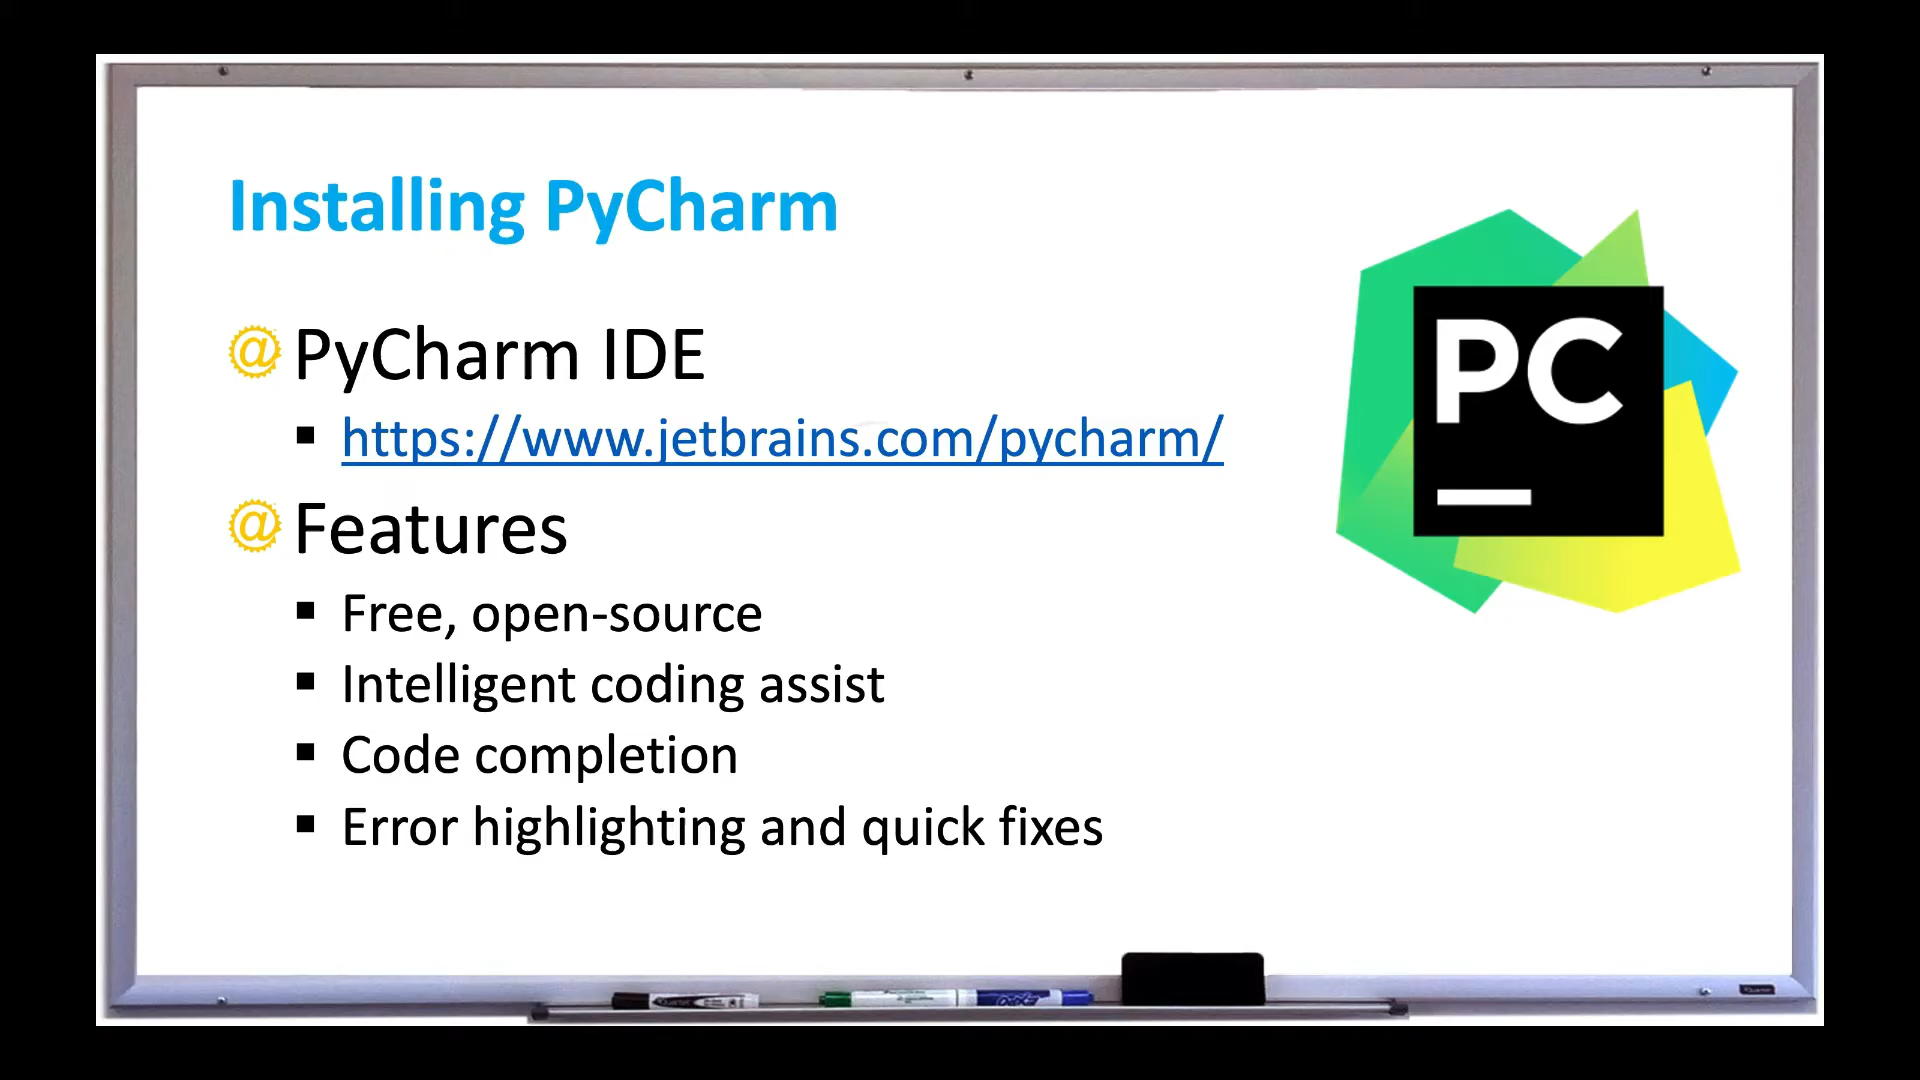 Installing PyCharm
@ PyCharm IDE
▪ https://www.jetbrains.com/pycharm/
@ Features
▪ Free, open-source
▪ Intelligent coding assist
▪ Code completion
▪ Error highlighting and quick fixes
PC